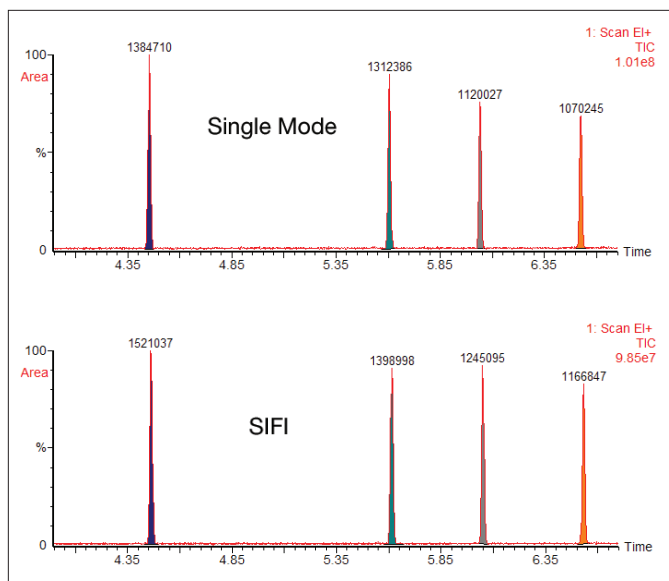 1384710
1: Scan EI+
TIC
1.01e8
100
Area
1312386
1120027
1070245
Single Mode
%
0
Time
4.35 4.85 5.35 5.85 6.35
1: Scan EI+
TIC
9.85e7
1521037
100
Area
1398998
1245095
1166847
SIFI
%
0
Time
4.35 4.85 5.35 5.85 6.35